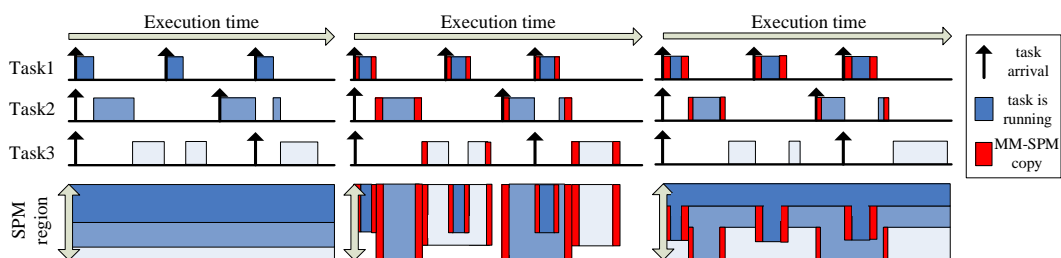 Execution time
Execution time
Execution time
Task1
Task2
Task3
SPM
region
task
arrival
task is
running
MM-SPM
copy